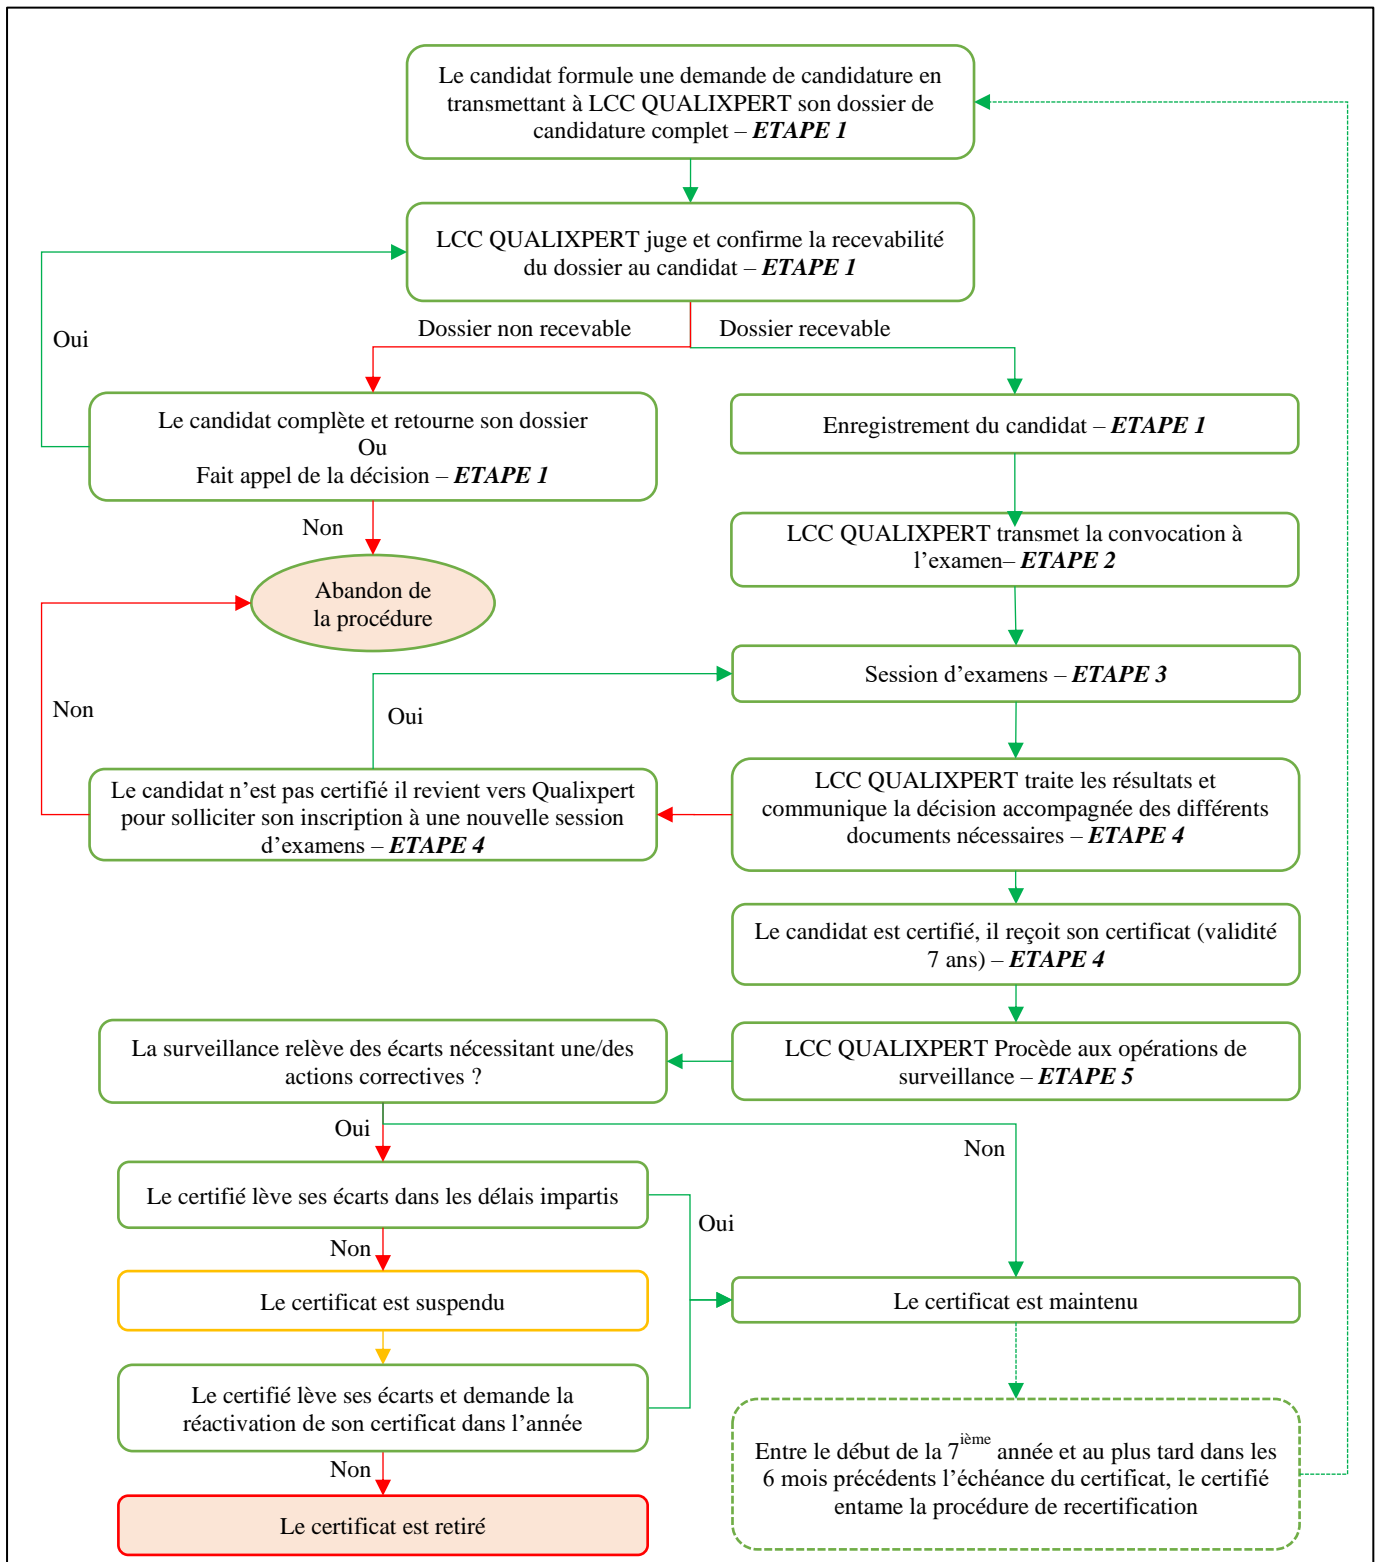 Le candidat formule une demande de candidature en
transmettant à LCC QUALIXPERT son dossier de
candidature complet – ETAPE 1
LCC QUALIXPERT juge et confirme la recevabilité
du dossier au candidat – ETAPE 1
Dossier non recevable
Dossier recevable
Oui
Le candidat complète et retourne son dossier
Ou
Fait appel de la décision – ETAPE 1
Enregistrement du candidat – ETAPE 1
Non
LCC QUALIXPERT transmet la convocation à
l’examen– ETAPE 2
Abandon de
la procédure
Session d’examens – ETAPE 3
Non
Oui
Le candidat n’est pas certifié il revient vers Qualixpert
pour solliciter son inscription à une nouvelle session
d’examens – ETAPE 4
LCC QUALIXPERT traite les résultats et
communique la décision accompagnée des différents
documents nécessaires – ETAPE 4
Le candidat est certifié, il reçoit son certificat (validité
7 ans) – ETAPE 4
La surveillance relève des écarts nécessitant une/des
actions correctives ?
LCC QUALIXPERT Procède aux opérations de
surveillance – ETAPE 5
Oui
Non
Le certifié lève ses écarts dans les délais impartis
Oui
Non
Le certificat est suspendu
Le certificat est maintenu
Le certifié lève ses écarts et demande la
réactivation de son certificat dans l’année
Non
Entre le début de la 7ième année et au plus tard dans les
6 mois précédents l’échéance du certificat, le certifié
entame la procédure de recertification
Le certificat est retiré